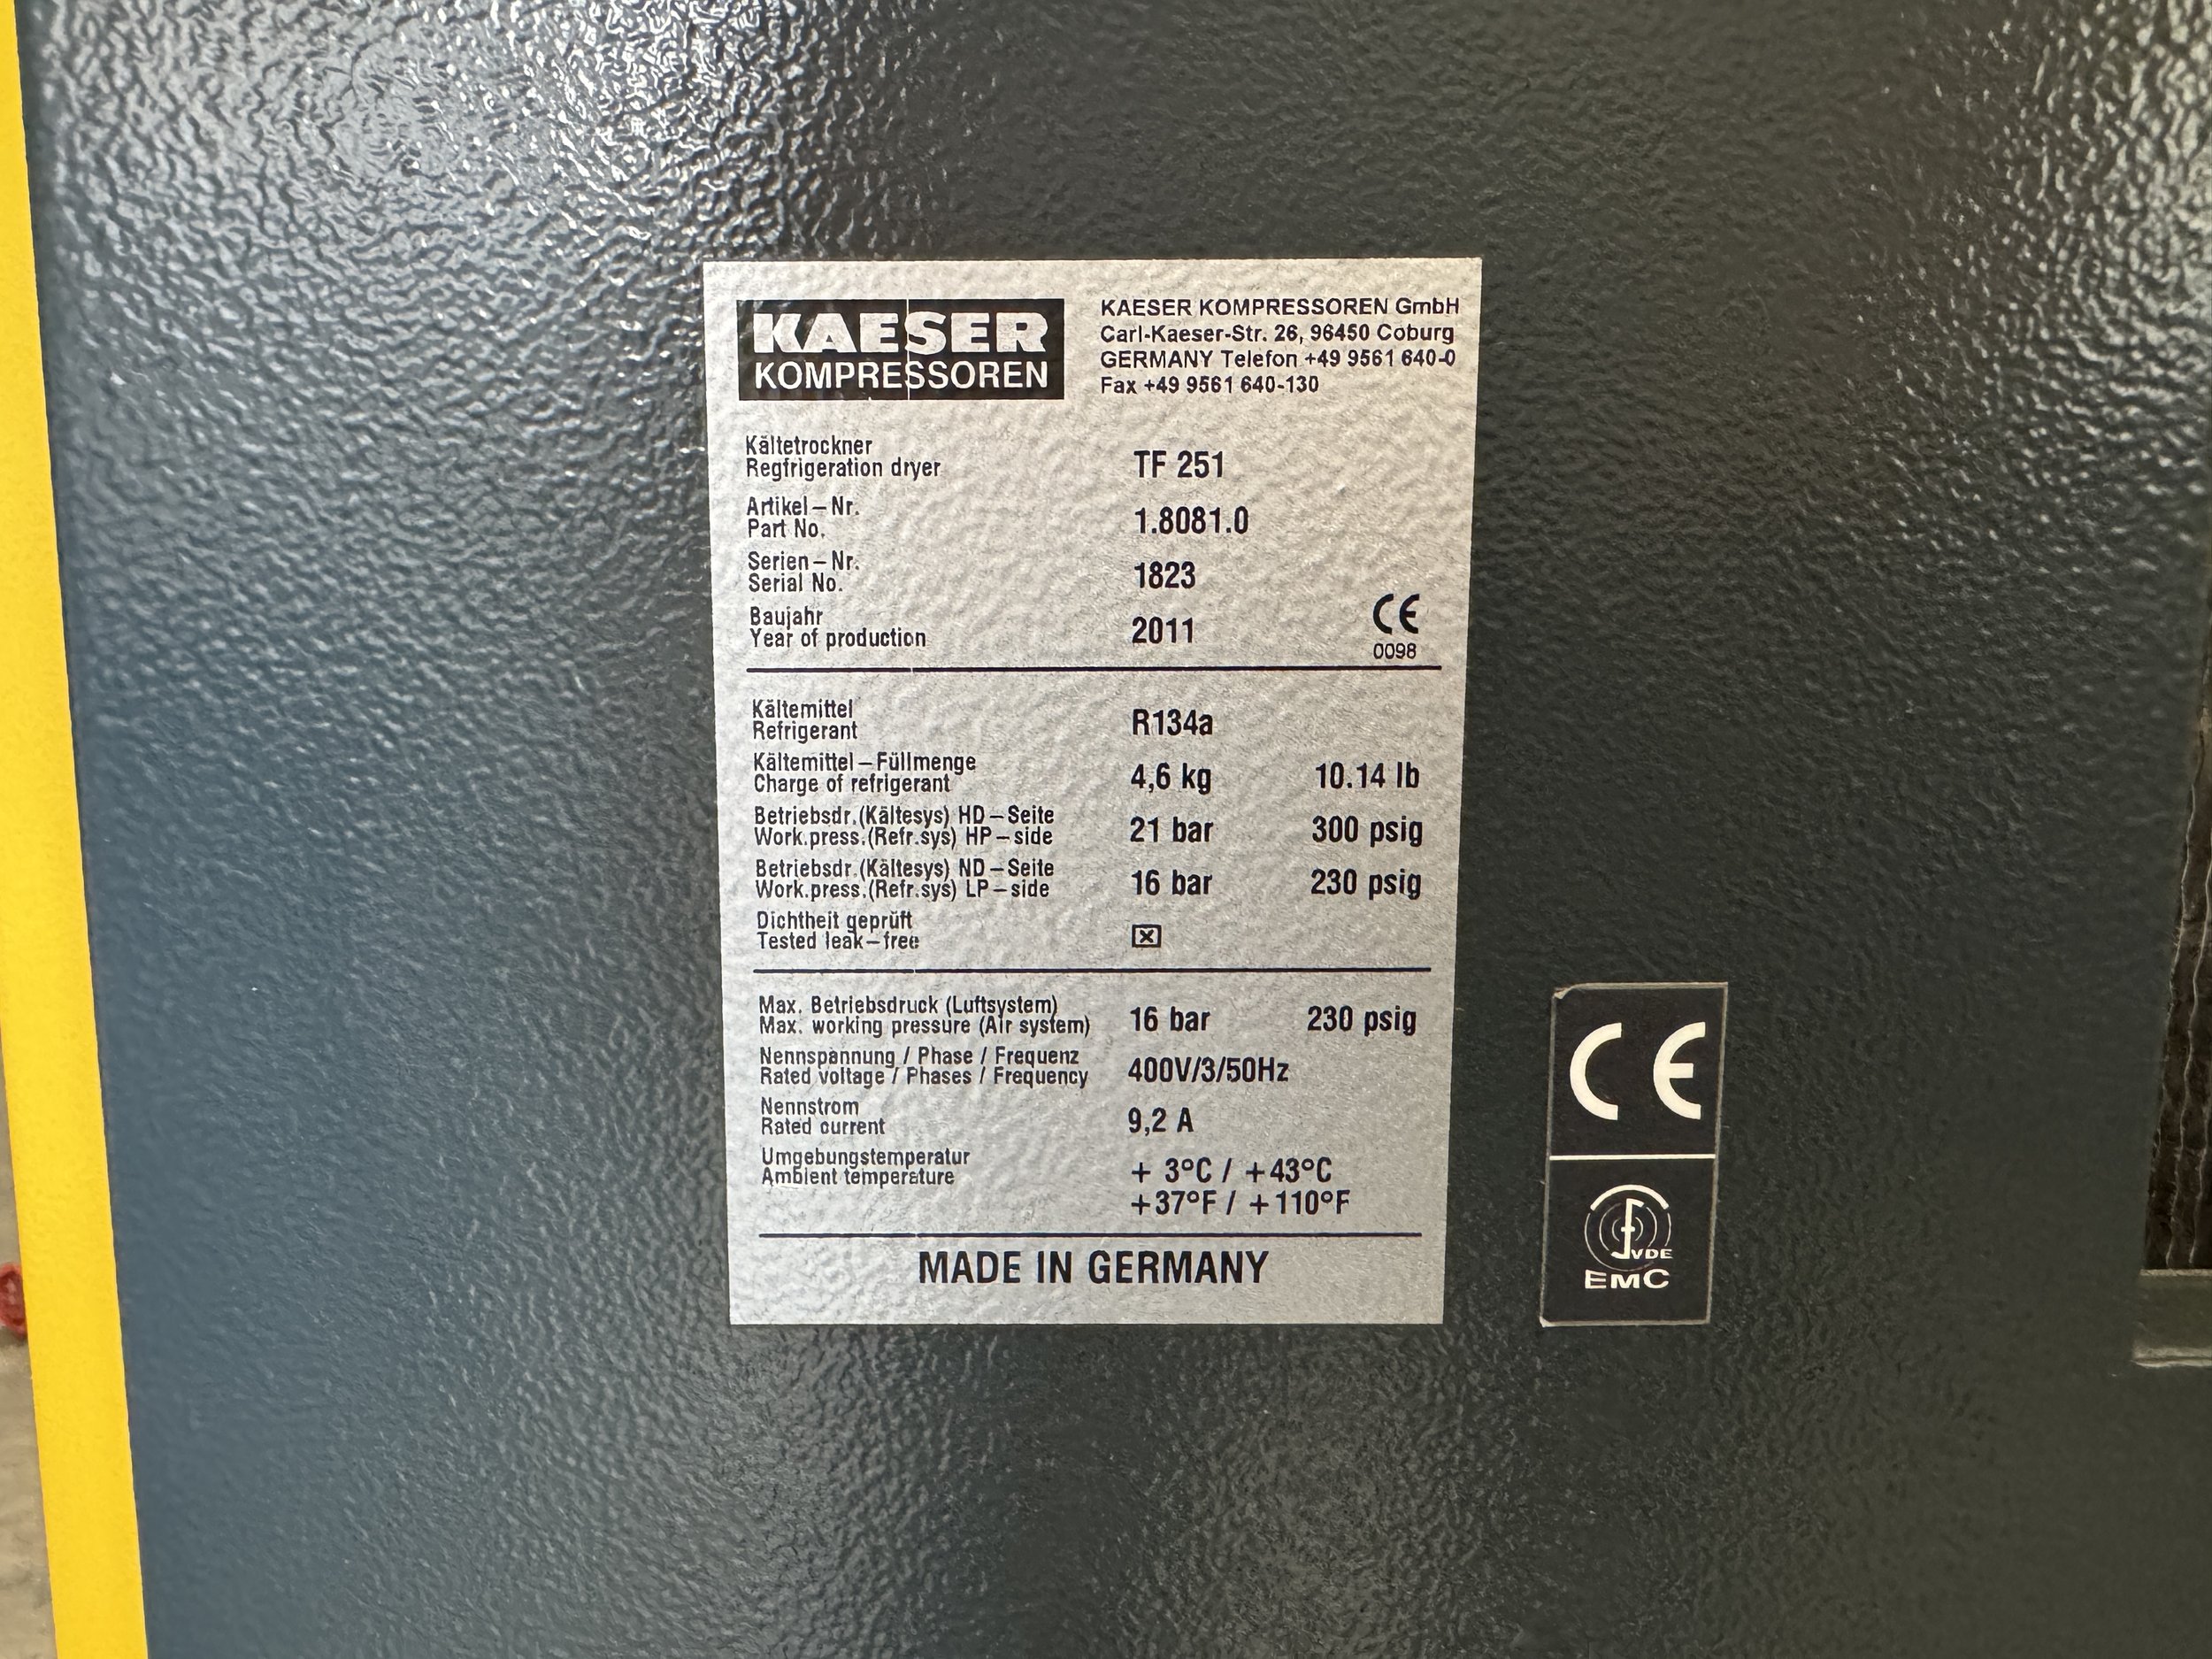 KAESER
KOMPRESSOREN
KAESER KOMPRESSOREN GmbH
Carl-Kaeser-Str. 26, 96450 Coburg
GERMANY Telefon +49 9561 640-0
Fax +49 9561 640-130
Kältetrockner
Regfrigeration dryer
TF 251
Artikel-Nr.
Part No.
1.8081.0
Serien-Nr.
Serial No.
1823
Baujahr
Year of production
2011
CE
0098
Kältemittel
Refrigerant
R134a
Kältemittel-Füllmenge
Charge of refrigerant
4,6 kg 10.14 lb
Betriebsdr.(Kältesys) HD-Seite
Work.press.(Refr.sys) HP-side
21 bar 300 psig
Betriebsdr.(Kältesys) ND-Seite
Work.press.(Refr.sys) LP-side
16 bar 230 psig
Dichtheit geprüft
Tested leak-free
☒
Max. Betriebsdruck (Luftsystem)
Max. working pressure (Air system)
16 bar 230 psig
Nennspannung / Phase / Frequenz
Rated voltage / Phases / Frequency
400V/3/50Hz
Nennstrom
Rated current
9,2 A
Umgebungstemperatur
Ambient temperature
+ 3°C / +43°C
+37°F / +110°F
MADE IN GERMANY
CE
VDE
EMC